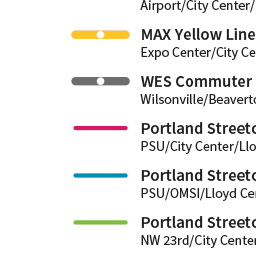 Airport/City Center/
MAX Yellow Line
Expo Center/City Ce
WES Commuter
Wilsonville/Beaverto
Portland Streetc
PSU/City Center/Llo
Portland Streetc
PSU/OMSI/Lloyd Cen
Portland Streetc
NW 23rd/City Center